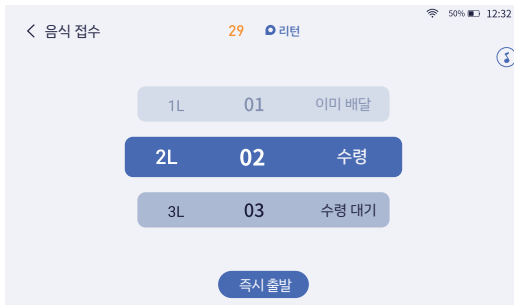 50% 12:32
음식 접수 29 리턴
1L 01 이미 배달
2L 02 수령
3L 03 수령 대기
즉시 출발